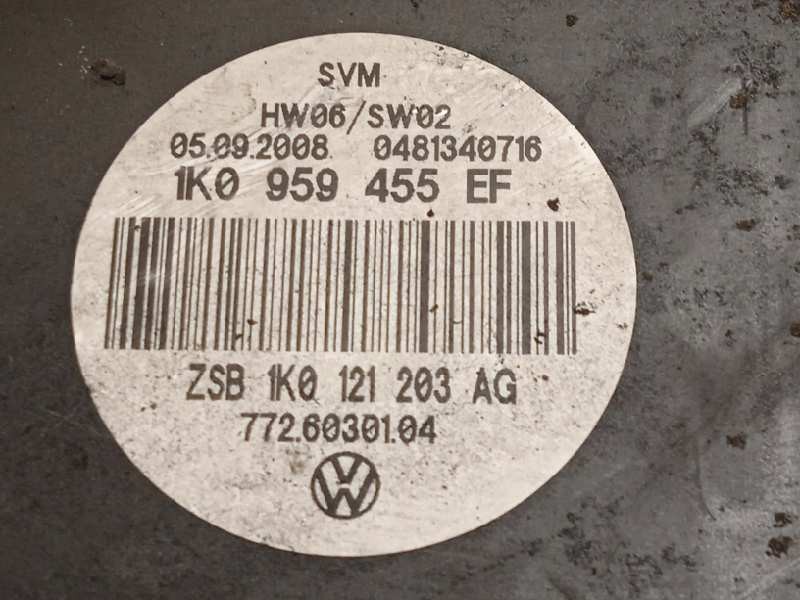 SVM
HW06/SW02
05.09.2008 0481340716
1K0 959 455 EF
ZSB 1K0 121 203 AG
772.60301.04
VW